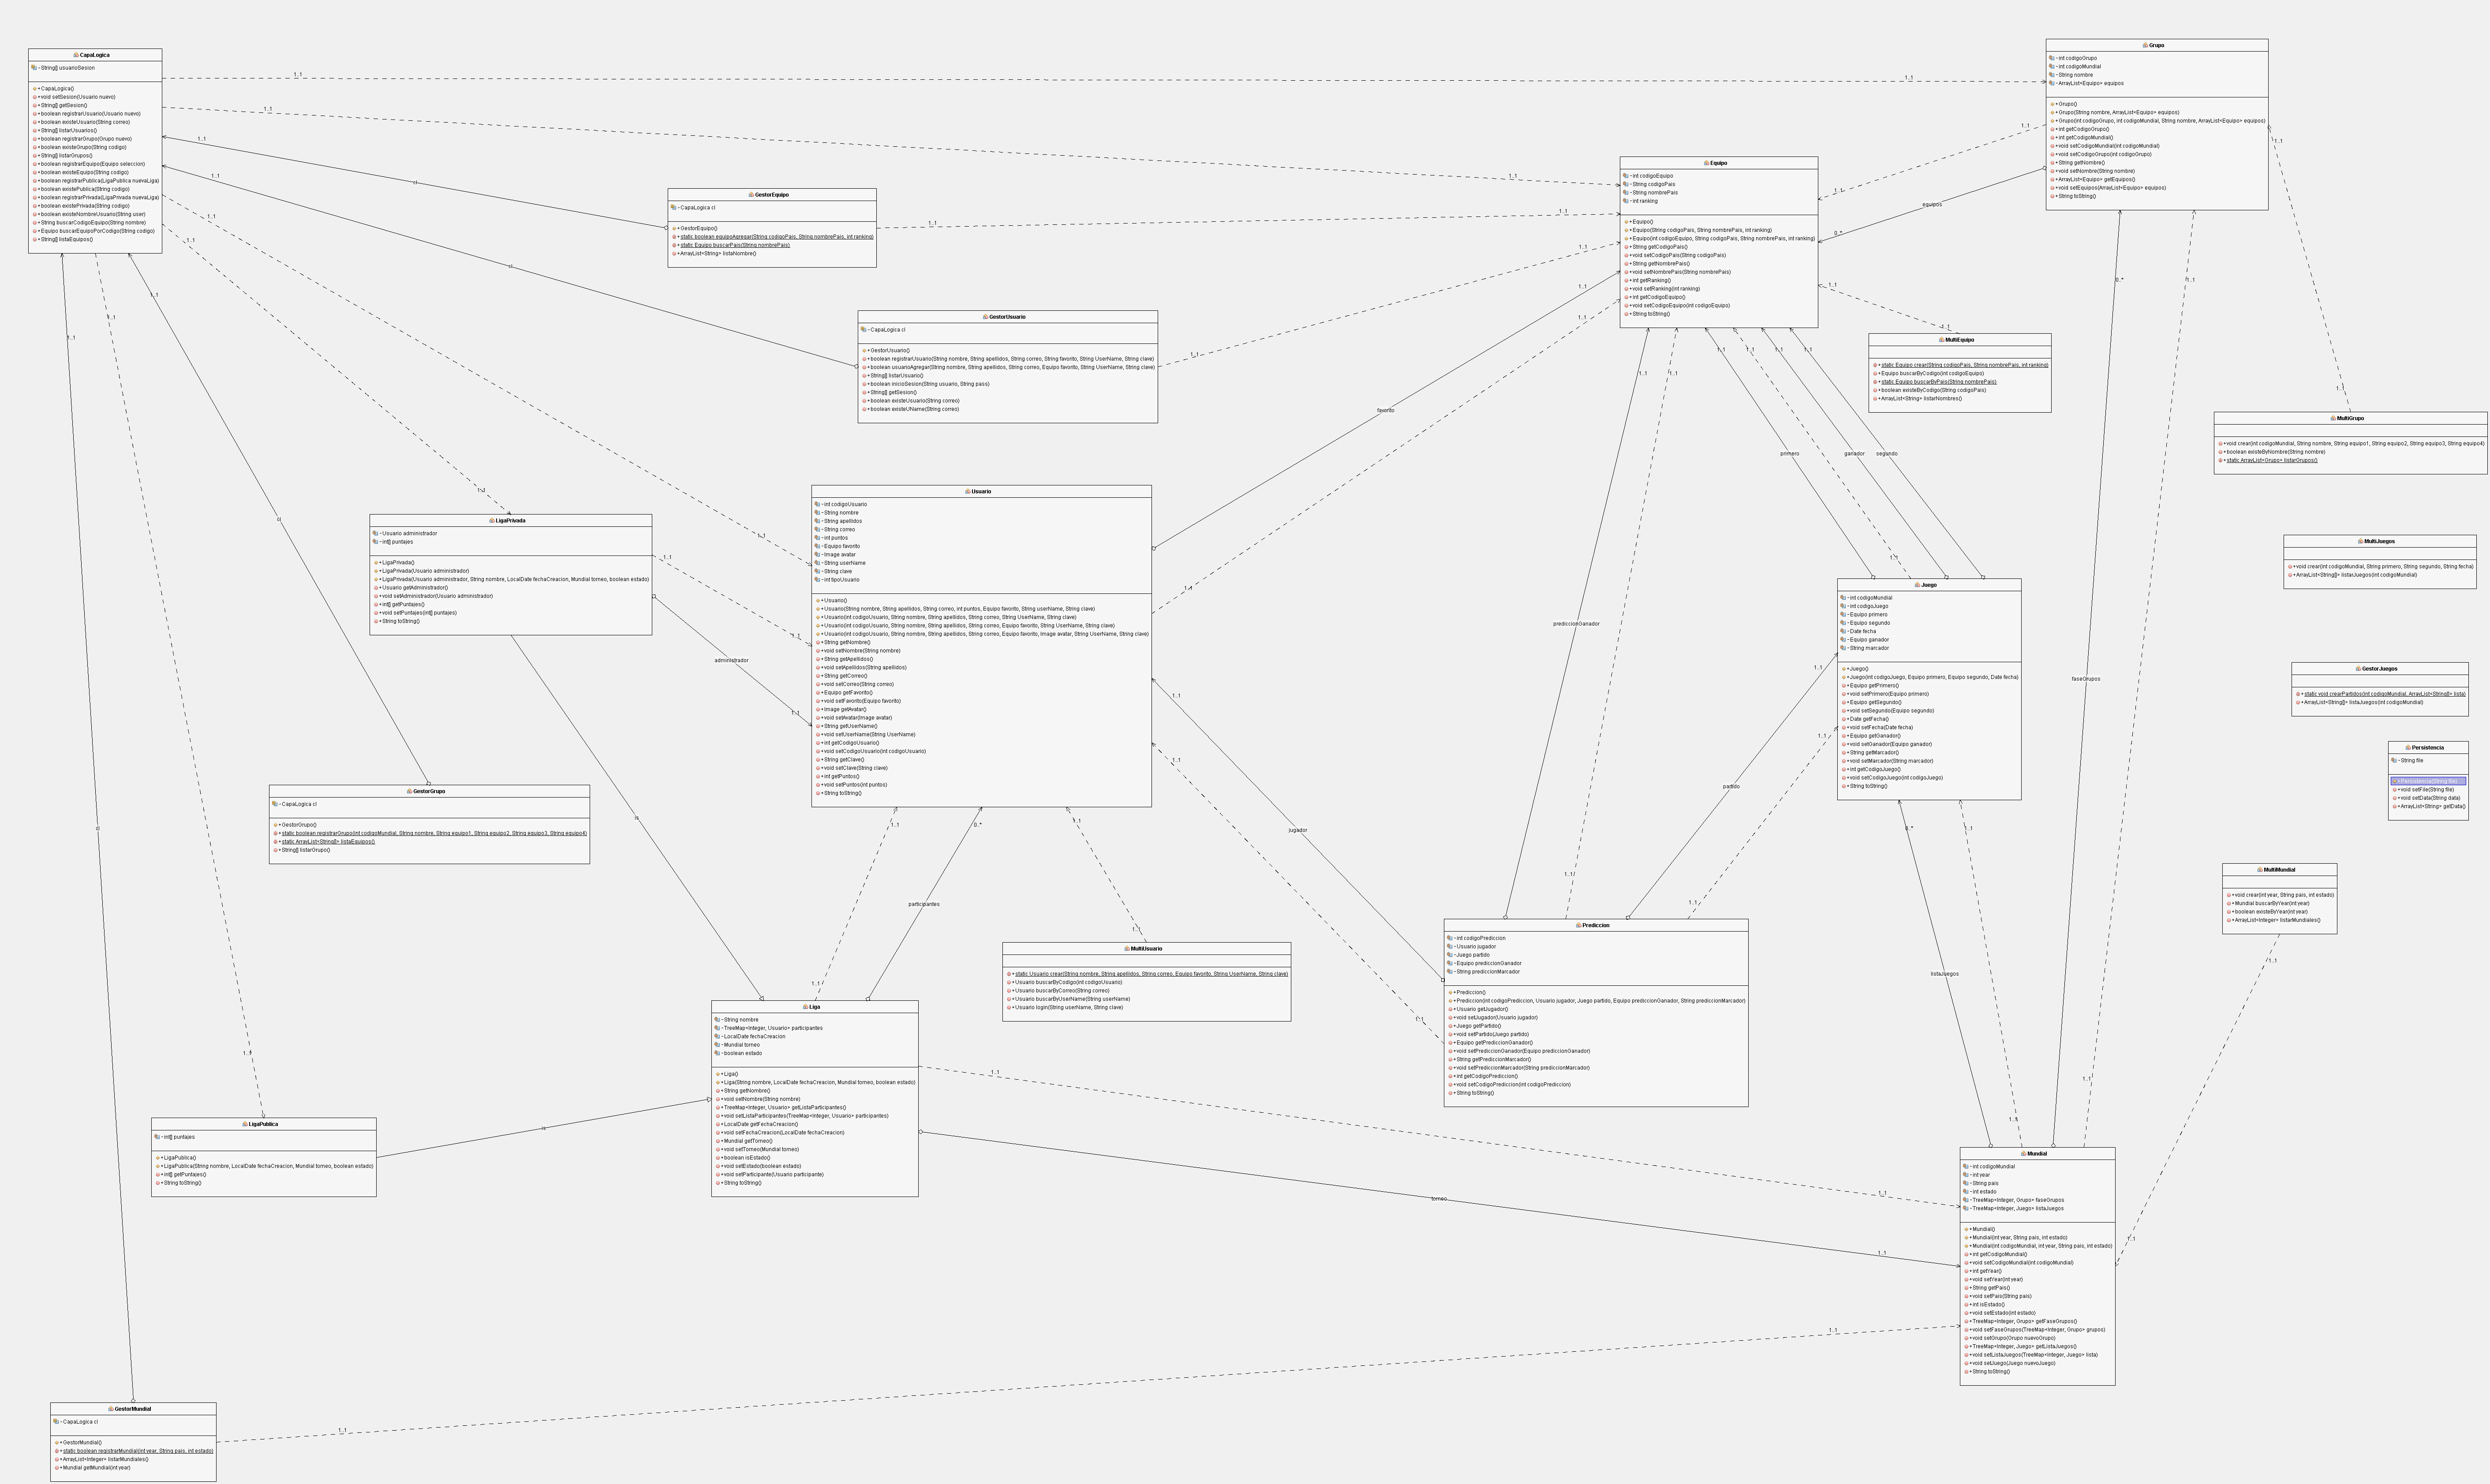 CapaLogica
-String[] usuarioSesion
+CapaLogica()
+void setSesion(Usuario nuevo)
+String[] getSesion()
+boolean registrarUsuario(Usuario nuevo)
+boolean existeUsuario(String correo)
+String[] listarUsuarios()
+boolean registrarGrupo(Grupo nuevo)
+boolean existeGrupo(String codigo)
+String[] listarGrupos()
+boolean registrarEquipo(Equipo seleccion)
+boolean existeEquipo(String codigo)
+boolean registrarPublica(LigaPublica nuevaLiga)
+boolean existePublica(String codigo)
+boolean registrarPrivada(LigaPrivada nuevaLiga)
+boolean existePrivada(String codigo)
+boolean existeNombreUsuario(String user)
+String buscarCodigoEquipo(String nombre)
+Equipo buscarEquipoPorCodigo(String codigo)
+String[] listaEquipos()
Grupo
-int codigoGrupo
-int codigoMundial
-String nombre
-ArrayList<Equipo> equipos
+Grupo()
+Grupo(String nombre, ArrayList<Equipo> equipos)
+Grupo(int codigoGrupo, int codigoMundial, String nombre, ArrayList<Equipo> equipos)
+int getCodigoGrupo()
+int getCodigoMundial()
+void setCodigoMundial(int codigoMundial)
+void setCodigoGrupo(int codigoGrupo)
+String getNombre()
+void setNombre(String nombre)
+ArrayList<Equipo> getEquipos()
+void setEquipos(ArrayList<Equipo> equipos)
+String toString()
Equipo
-int codigoEquipo
-String codigoPais
-String nombrePais
-int ranking
+Equipo()
+Equipo(String codigoPais, String nombrePais, int ranking)
+Equipo(int codigoEquipo, String codigoPais, String nombrePais, int ranking)
+String getCodigoPais()
+void setCodigoPais(String codigoPais)
+String getNombrePais()
+void setNombrePais(String nombrePais)
+int getRanking()
+void setRanking(int ranking)
+int getCodigoEquipo()
+void setCodigoEquipo(int codigoEquipo)
+String toString()
GestorEquipo
-CapaLogica cl
+GestorEquipo()
+static boolean equipoAgregar(String codigoPais, String nombrePais, int ranking)
+static Equipo buscarPais(String nombrePais)
+ArrayList<String> listaNombre()
GestorUsuario
-CapaLogica cl
+GestorUsuario()
+boolean registrarUsuario(String nombre, String apellidos, String correo, String favorito, String UserName, String clave)
+boolean usuarioAgregar(String nombre, String apellidos, String correo, Equipo favorito, String UserName, String clave)
+String[] listarUsuario()
+boolean inicioSesion(String usuario, String pass)
+String[] getSesion()
+boolean existeUsuario(String correo)
+boolean existeUName(String correo)
MultiEquipo
+static Equipo crear(String codigoPais, String nombrePais, int ranking)
+Equipo buscarByCodigo(int codigoEquipo)
+static Equipo buscarByPais(String nombrePais)
+boolean existeByCodigo(String codigoPais)
+ArrayList<String> listarNombres()
MultiGrupo
+void crear(int codigoMundial, String nombre, String equipo1, String equipo2, String equipo3, String equipo4)
+boolean existeByNombre(String nombre)
+static ArrayList<Grupo> listarGrupos()
MultiJuegos
+void crear(int codigoMundial, String primero, String segundo, String fecha)
+ArrayList<String[]> listaJuegos(int codigoMundial)
GestorJuegos
+static void crearPartidos(int codigoMundial, ArrayList<String[]> lista)
+ArrayList<String[]> listaJuegos(int codigoMundial)
Persistencia
-String file
+Persistencia(String file)
+void setFile(String file)
+void setData(String data)
+ArrayList<String> getData()
MultiMundial
+void crear(int year, String pais, int estado)
+Mundial buscarByYear(int year)
+boolean existeByYear(int year)
+ArrayList<Integer> listarMundiales()
Usuario
-int codigoUsuario
-String nombre
-String apellidos
-String correo
-int puntos
-Equipo favorito
-Image avatar
-String userName
-String clave
-int tipoUsuario
+Usuario()
+Usuario(String nombre, String apellidos, String correo, int puntos, Equipo favorito, String userName, String clave)
+Usuario(int codigoUsuario, String nombre, String apellidos, String correo, String UserName, String clave)
+Usuario(int codigoUsuario, String nombre, String apellidos, String correo, Equipo favorito, String UserName, String clave)
+Usuario(int codigoUsuario, String nombre, String apellidos, String correo, Equipo favorito, Image avatar, String UserName, String clave)
+String getNombre()
+void setNombre(String nombre)
+String getApellidos()
+void setApellidos(String apellidos)
+String getCorreo()
+void setCorreo(String correo)
+Equipo getFavorito()
+void setFavorito(Equipo favorito)
+Image getAvatar()
+void setAvatar(Image avatar)
+String getUserName()
+void setUserName(String UserName)
+int getCodigoUsuario()
+void setCodigoUsuario(int codigoUsuario)
+String getClave()
+void setClave(String clave)
+int getPuntos()
+void setPuntos(int puntos)
+String toString()
LigaPrivada
-Usuario administrador
-int[] puntajes
+LigaPrivada()
+LigaPrivada(Usuario administrador)
+LigaPrivada(Usuario administrador, String nombre, LocalDate fechaCreacion, Mundial torneo, boolean estado)
+Usuario getAdministrador()
+void setAdministrador(Usuario administrador)
+int[] getPuntajes()
+void setPuntajes(int[] puntajes)
+String toString()
Juego
-int codigoMundial
-int codigoJuego
-Equipo primero
-Equipo segundo
-Date fecha
-Equipo ganador
-String marcador
+Juego()
+Juego(int codigoJuego, Equipo primero, Equipo segundo, Date fecha)
+Equipo getPrimero()
+void setPrimero(Equipo primero)
+Equipo getSegundo()
+void setSegundo(Equipo segundo)
+Date getFecha()
+void setFecha(Date fecha)
+Equipo getGanador()
+void setGanador(Equipo ganador)
+String getMarcador()
+void setMarcador(String marcador)
+int getCodigoJuego()
+void setCodigoJuego(int codigoJuego)
+String toString()
GestorGrupo
-CapaLogica cl
+GestorGrupo()
+static boolean registrarGrupo(int codigoMundial, String nombre, String equipo1, String equipo2, String equipo3, String equipo4)
+static ArrayList<String[]> listaEquipos()
+String[] listarGrupo()
MultiUsuario
+static Usuario crear(String nombre, String apellidos, String correo, Equipo favorito, String UserName, String clave)
+Usuario buscarByCodigo(int codigoUsuario)
+Usuario buscarByCorreo(String correo)
+Usuario buscarByUserName(String userName)
+Usuario login(String userName, String clave)
Prediccion
-int codigoPrediccion
-Usuario jugador
-Juego partido
-Equipo prediccionGanador
-String prediccionMarcador
+Prediccion()
+Prediccion(int codigoPrediccion, Usuario jugador, Juego partido, Equipo prediccionGanador, String prediccionMarcador)
+Usuario getJugador()
+void setJugador(Usuario jugador)
+Juego getPartido()
+void setPartido(Juego partido)
+Equipo getPrediccionGanador()
+void setPrediccionGanador(Equipo prediccionGanador)
+String getPrediccionMarcador()
+void setPrediccionMarcador(String prediccionMarcador)
+int getCodigoPrediccion()
+void setCodigoPrediccion(int codigoPrediccion)
+String toString()
Liga
-String nombre
-TreeMap<Integer, Usuario> participantes
-LocalDate fechaCreacion
-Mundial torneo
-boolean estado
+Liga()
+Liga(String nombre, LocalDate fechaCreacion, Mundial torneo, boolean estado)
+String getNombre()
+void setNombre(String nombre)
+TreeMap<Integer, Usuario> getListaParticipantes()
+void setListaParticipantes(TreeMap<Integer, Usuario> participantes)
+LocalDate getFechaCreacion()
+void setFechaCreacion(LocalDate fechaCreacion)
+Mundial getTorneo()
+void setTorneo(Mundial torneo)
+boolean isEstado()
+void setEstado(boolean estado)
+void setParticipante(Usuario participante)
+String toString()
LigaPublica
-int[] puntajes
+LigaPublica()
+LigaPublica(String nombre, LocalDate fechaCreacion, Mundial torneo, boolean estado)
+int[] getPuntajes()
+String toString()
Mundial
-int codigoMundial
-int year
-String pais
-int estado
-TreeMap<Integer, Grupo> faseGrupos
-TreeMap<Integer, Juego> listaJuegos
+Mundial()
+Mundial(int year, String pais, int estado)
+Mundial(int codigoMundial, int year, String pais, int estado)
+int getCodigoMundial()
+void setCodigoMundial(int codigoMundial)
+int getYear()
+void setYear(int year)
+String getPais()
+void setPais(String pais)
+int isEstado()
+void setEstado(int estado)
+TreeMap<Integer, Grupo> getFaseGrupos()
+void setFaseGrupos(TreeMap<Integer, Grupo> grupos)
+void setGrupo(Grupo nuevoGrupo)
+TreeMap<Integer, Juego> getListaJuegos()
+void setListaJuegos(TreeMap<Integer, Juego> lista)
+void setJuego(Juego nuevoJuego)
+String toString()
GestorMundial
-CapaLogica cl
+GestorMundial()
+static boolean registrarMundial(int year, String pais, int estado)
+ArrayList<Integer> listarMundiales()
+Mundial getMundial(int year)
equipos
0..*
favorito
primero
ganador
segundo
prediccionGanador
faseGrupos
0..*
administrador
partido
jugador
participantes
0..*
listaJuegos
0..*
torneo
cl
cl
cl
cl
1..1
1..1